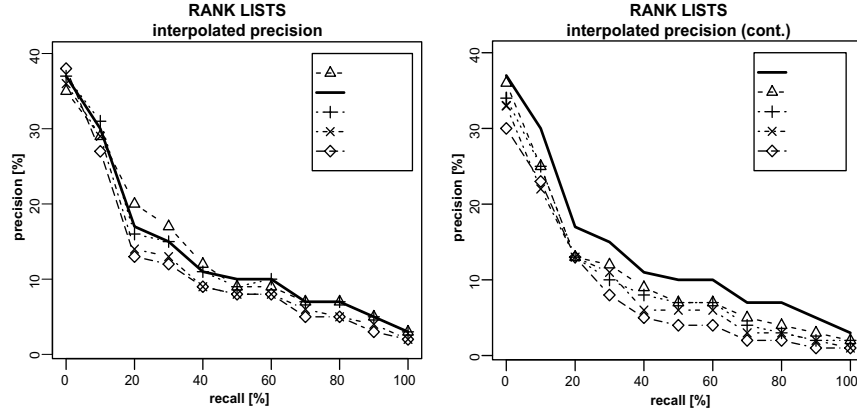 RANK LISTS
interpolated precision
precision [%]
40
30
20
10
0
0 20 40 60 80 100
recall [%]
RANK LISTS
interpolated precision (cont.)
precision [%]
40
30
20
10
0
0 20 40 60 80 100
recall [%]